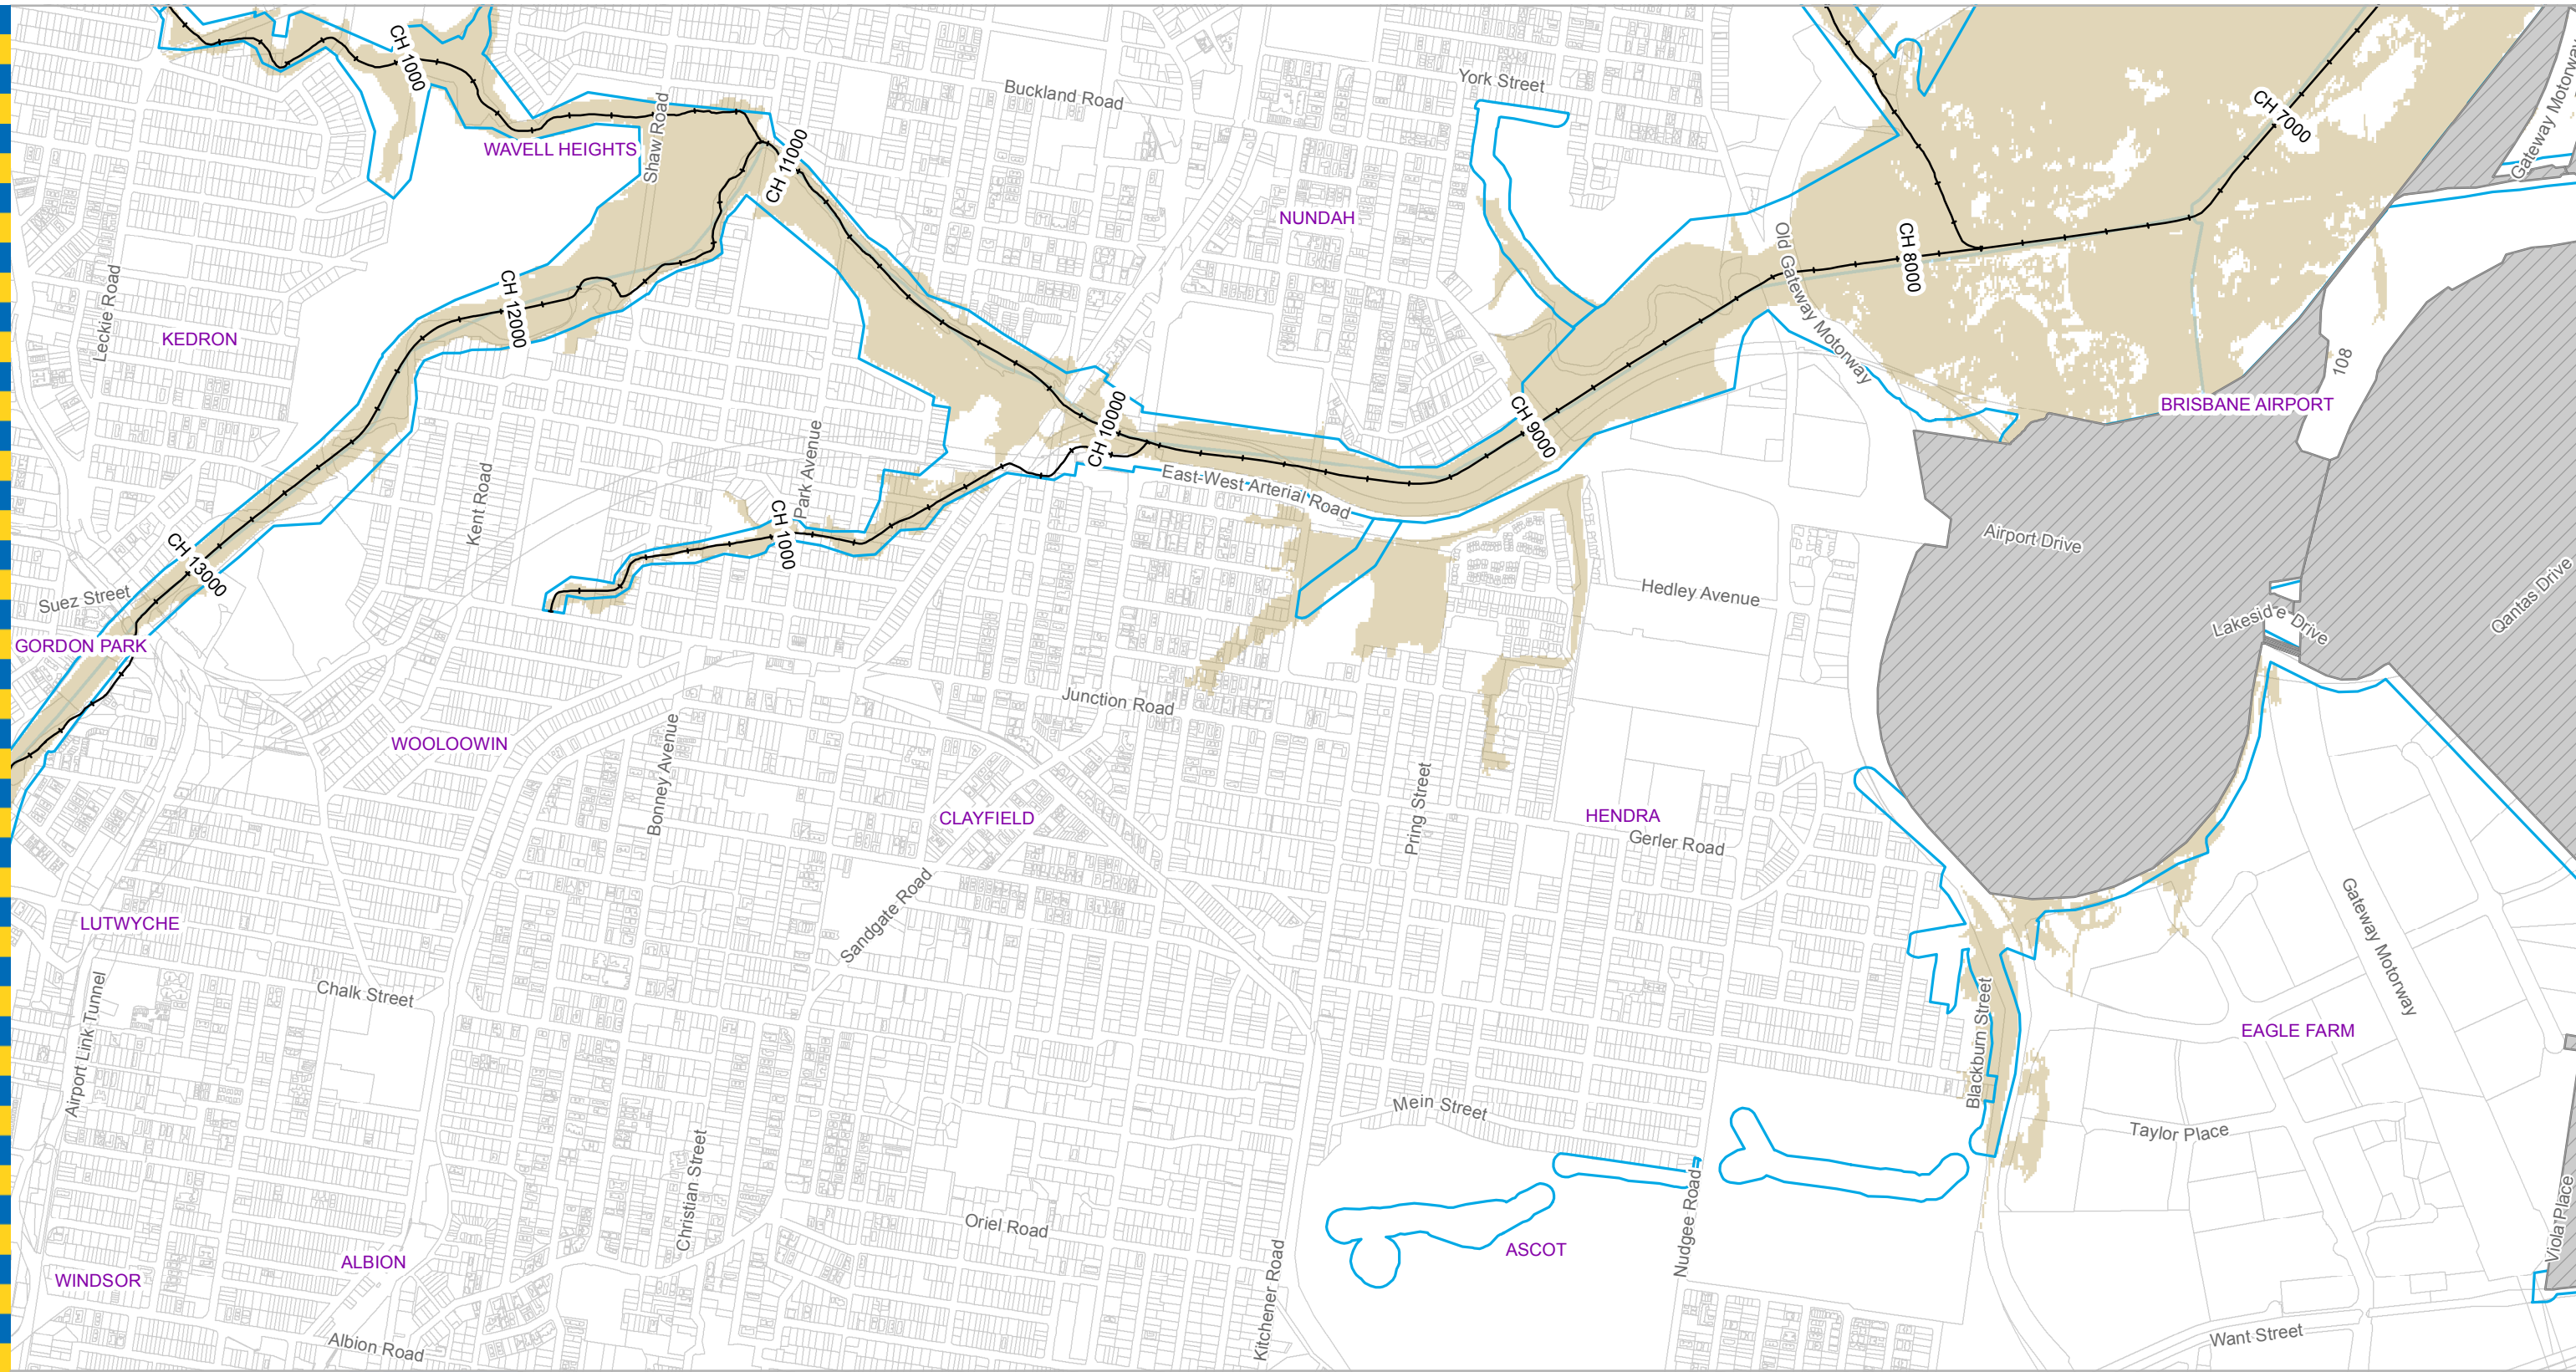 CH 1000
Buckland Road
York Street
Gateway Motorway
CH 7000
Shaw Road
WAVELL HEIGHTS
CH 11000
NUNDAH
Old Gateway Motorway
CH 8000
Leckie Road
CH 12000
KEDRON
108
BRISBANE AIRPORT
CH 10000
CH 9000
Park Avenue
Kent Road
East-West Arterial Road
CH 1000
Airport Drive
CH 13000
Suez Street
Hedley Avenue
Qantas Drive
Lakeside Drive
GORDON PARK
Junction Road
WOOLOOWIN
Bonney Avenue
CLAYFIELD
Pring Street
HENDRA
Gerler Road
Sandgate Road
LUTWYCHE
Gateway Motorway
Chalk Street
Airport Link Tunnel
Blackburn Street
EAGLE FARM
Mein Street
Taylor Place
Christian Street
Oriel Road
Nudgee Road
Viola Place
ASCOT
ALBION
WINDSOR
Kitchener Road
Albion Road
Want Street